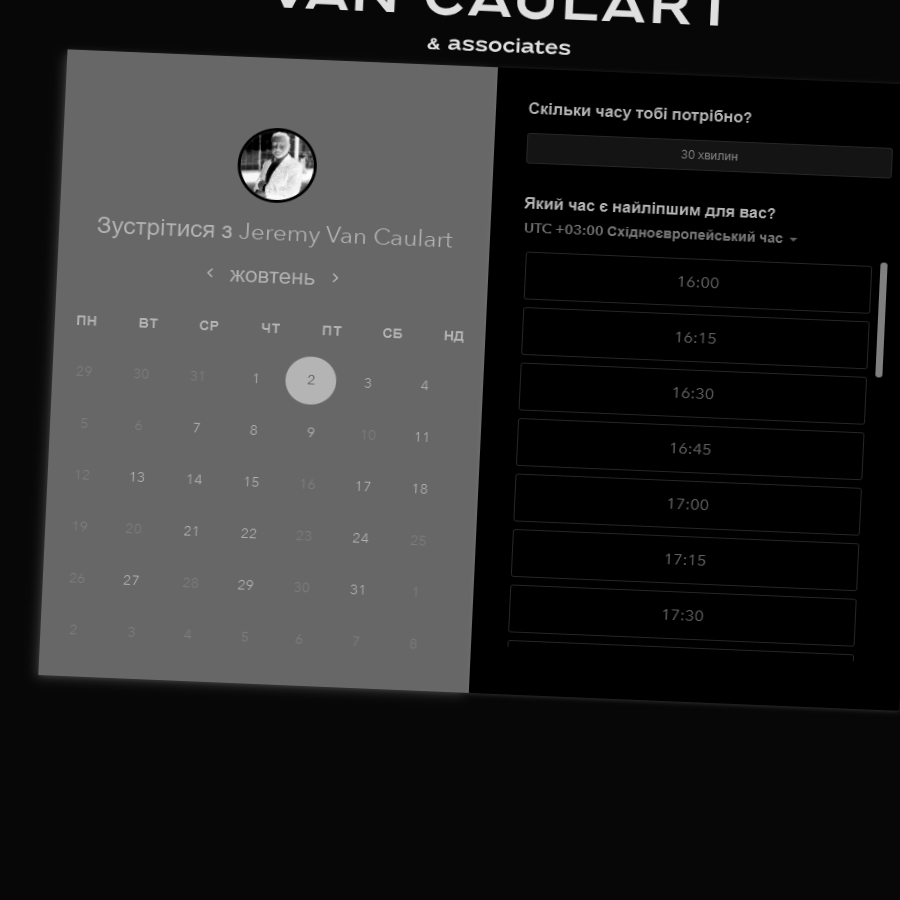 VAN CAULART
& associates
Зустрітися з Jeremy Van Caulart
жовтень
ПН ВТ СР ЧТ ПТ СБ НД
29 30 31 1 2 3 4
5 6 7 8 9 10 11
12 13 14 15 16 17 18
19 20 21 22 23 24 25
26 27 28 29 30 31 1
2 3 4 5 6 7 8
Скільки часу тобі потрібно?
30 хвилин
Який час є найліпшим для вас?
UTC +03:00 Східноєвропейський час
16:00
16:15
16:30
16:45
17:00
17:15
17:30